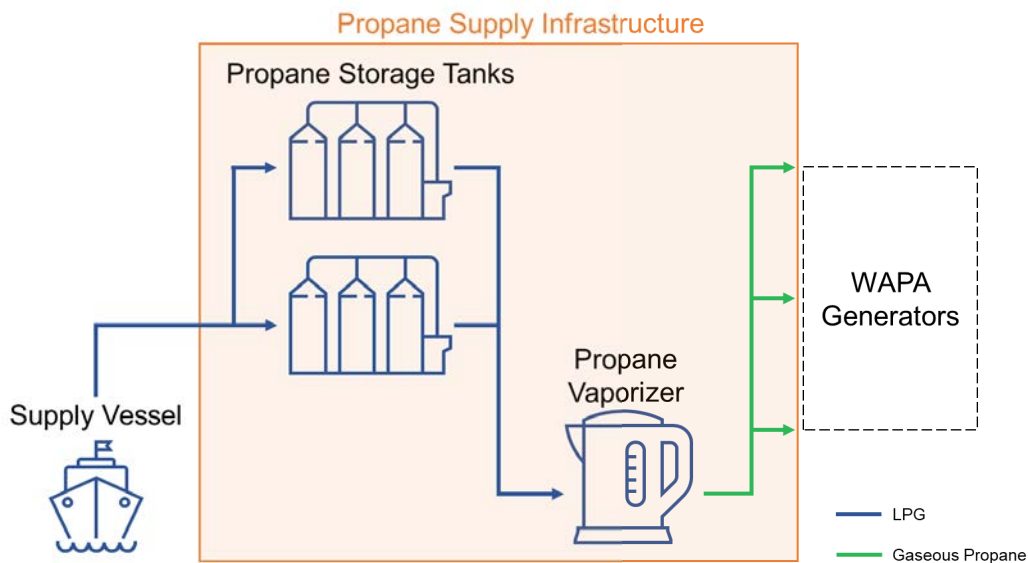 Propane Supply Infrastructure
Propane Storage Tanks
WAPA
Generators
Propane
Vaporizer
Supply Vessel
LPG
Gaseous Propane